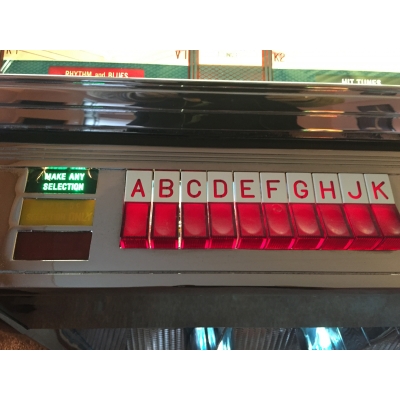 RHYTHM and BLUES
HIT TUNES
MAKE ANY
SELECTION
A B C D E F G H J K